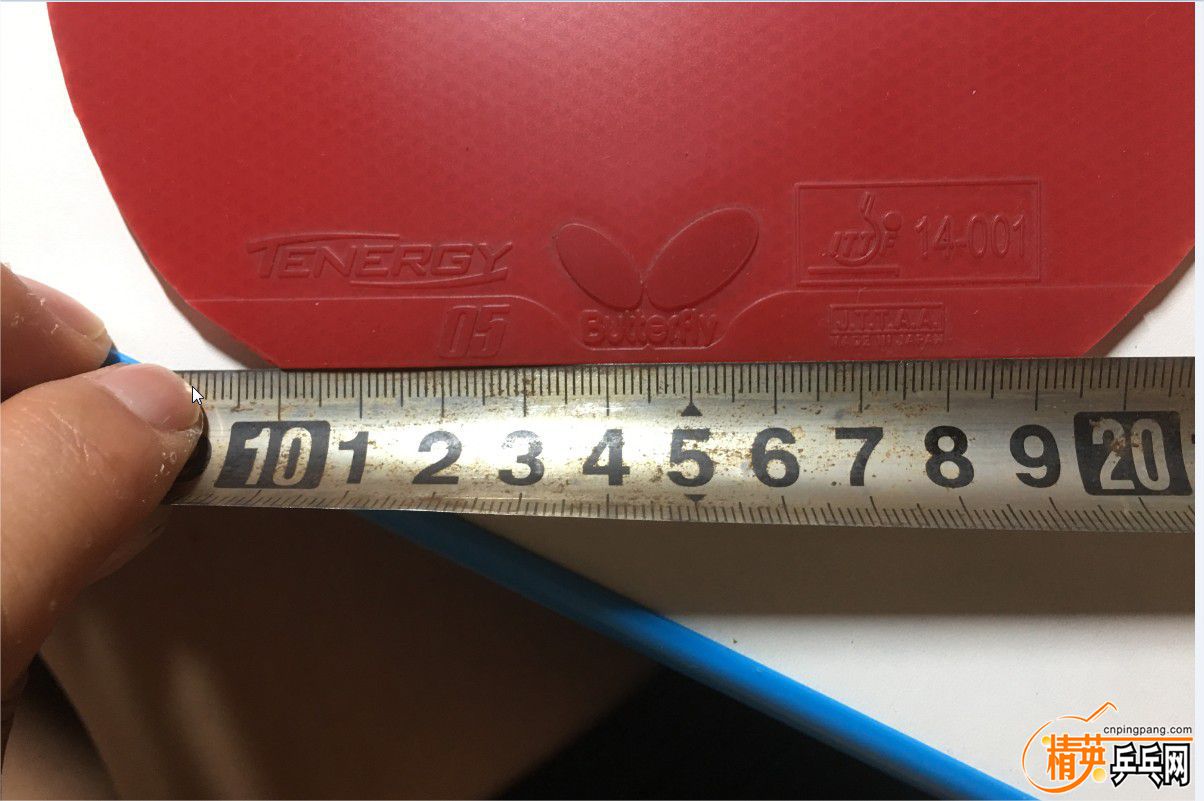 TENERGY
05
Butterfly
ITTF 14-001
J.T.T.A.A.
MADE IN JAPAN
10 1 2 3 4 5 6 7 8 9 20
cnpingpang.com
精英乒乓网